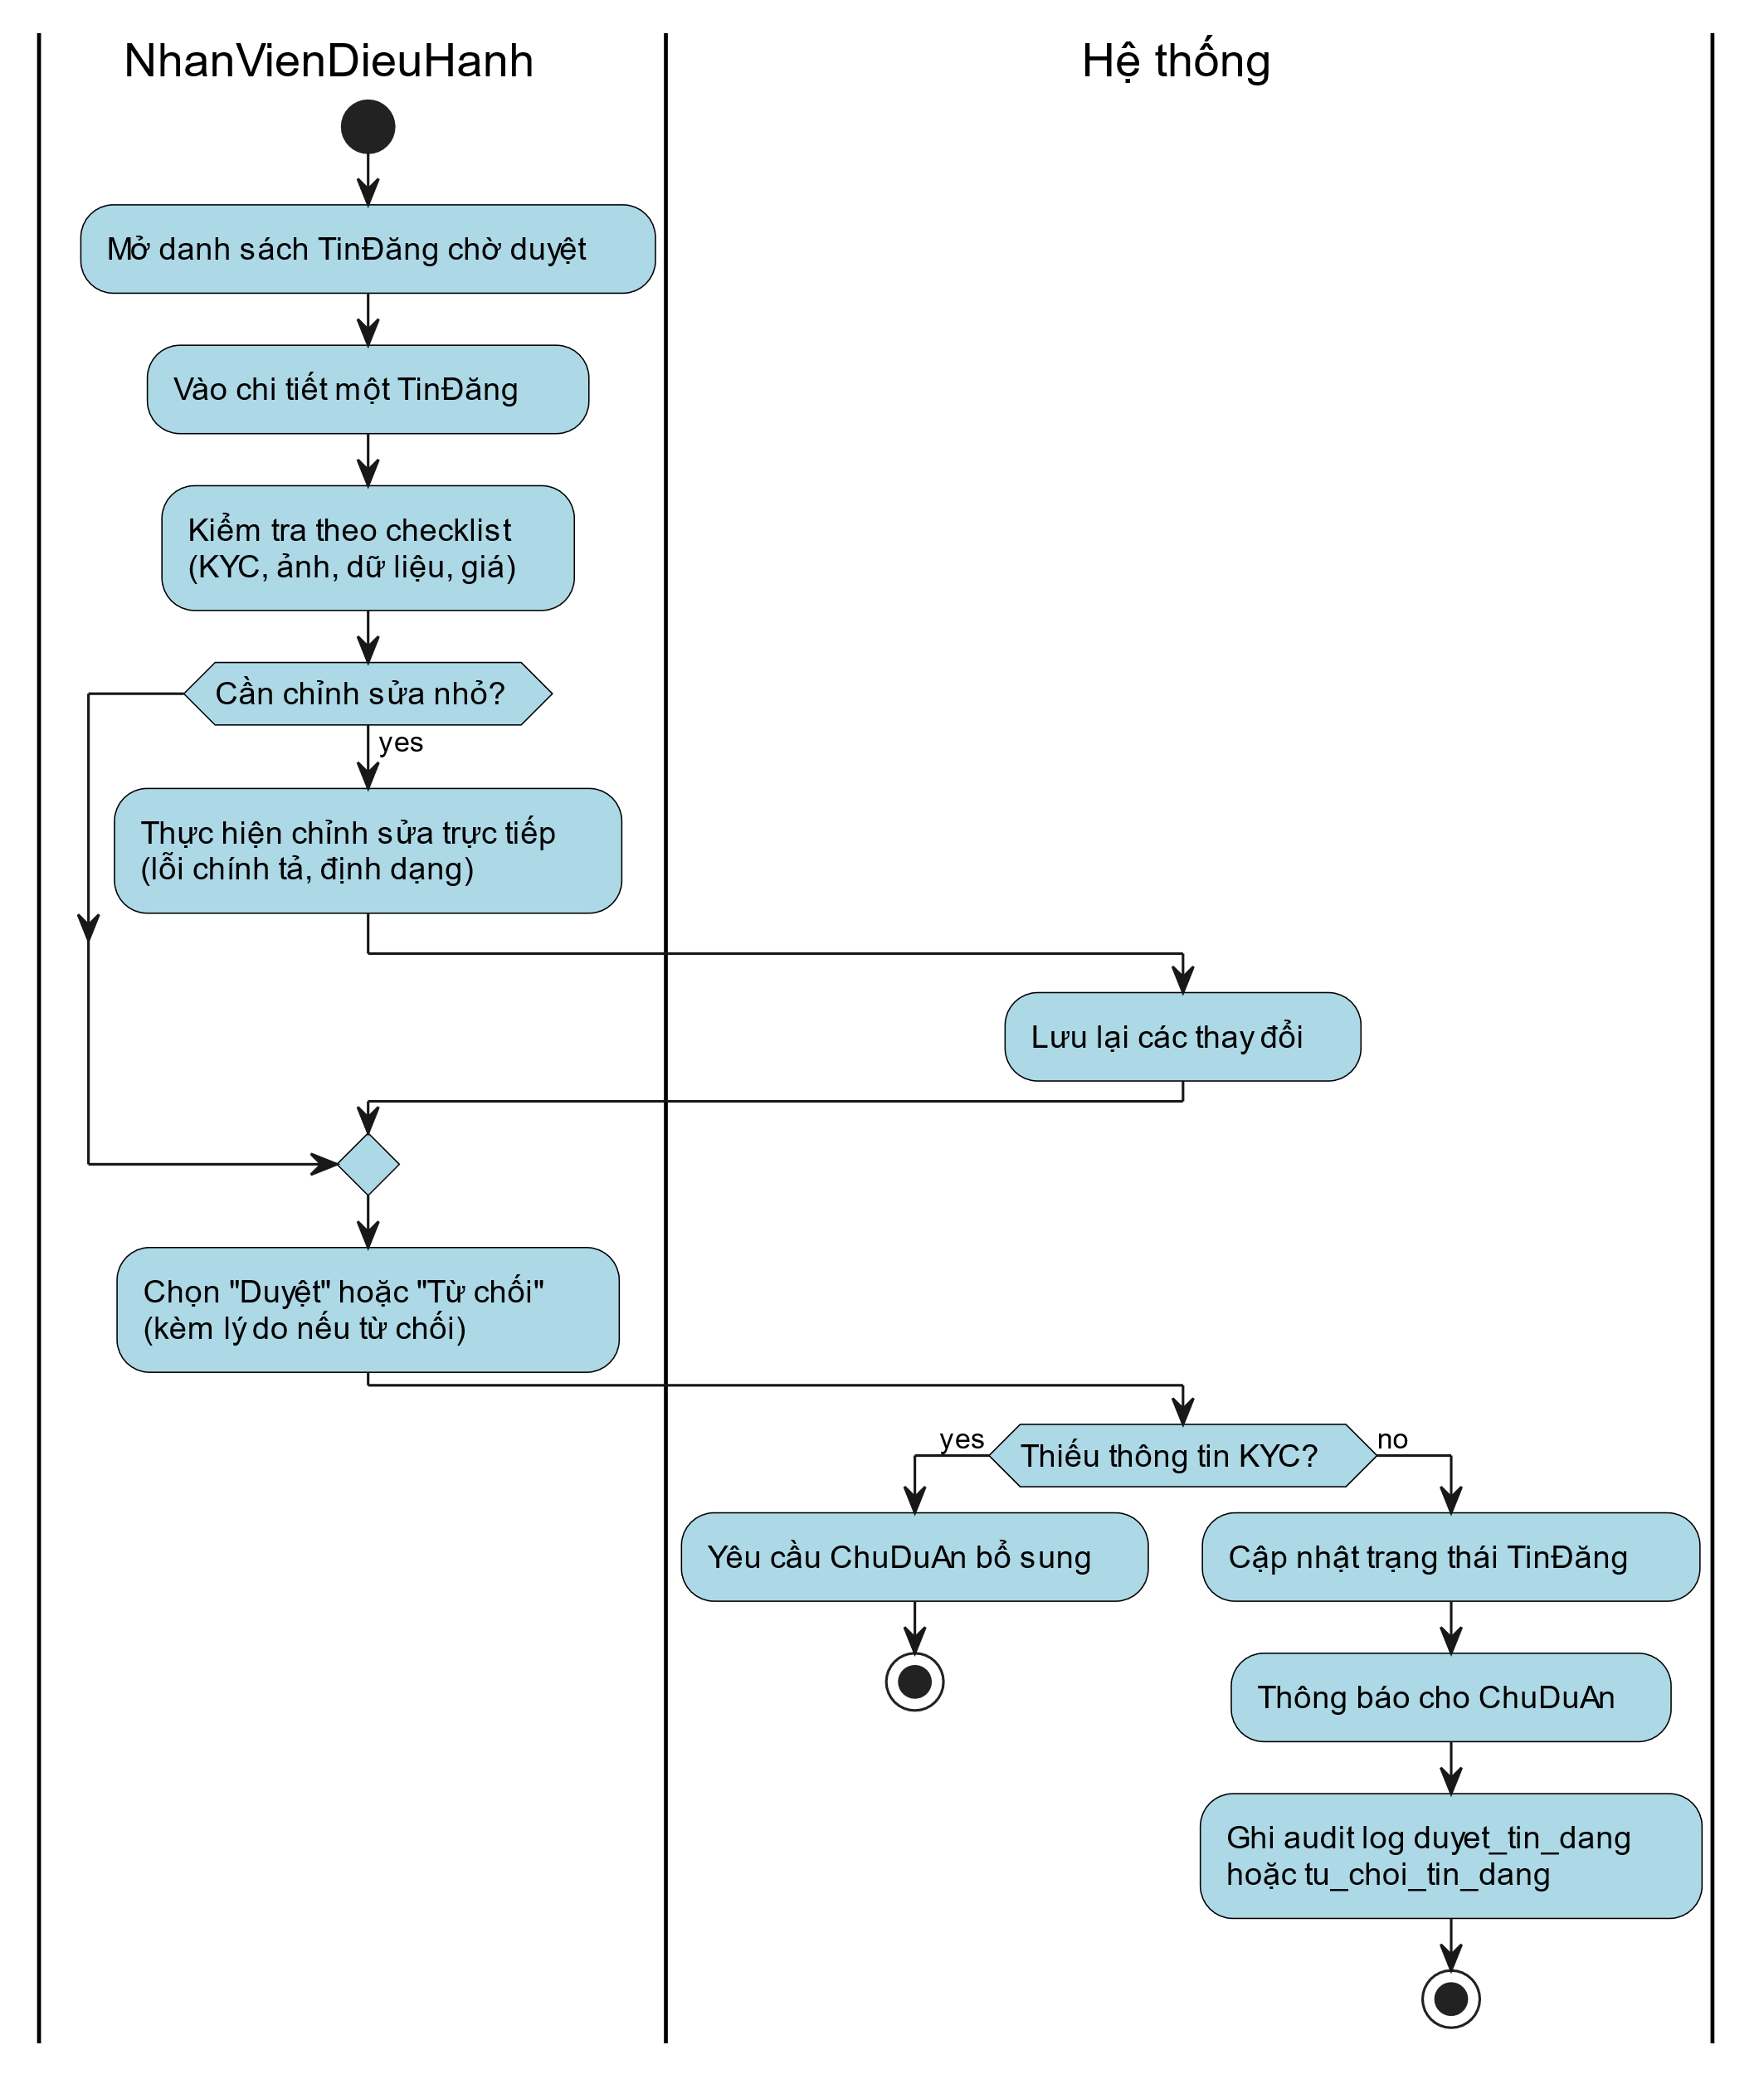 NhanVienDieuHanh
Hệ thống
Mở danh sách TinĐăng chờ duyệt
Vào chi tiết một TinĐăng
Kiểm tra theo checklist
(KYC, ảnh, dữ liệu, giá)
Cần chỉnh sửa nhỏ?
yes
Thực hiện chỉnh sửa trực tiếp
(lỗi chính tả, định dạng)
Lưu lại các thay đổi
Chọn "Duyệt" hoặc "Từ chối"
(kèm lý do nếu từ chối)
yes
Thiếu thông tin KYC?
no
Yêu cầu ChuDuAn bổ sung
Cập nhật trạng thái TinĐăng
Thông báo cho ChuDuAn
Ghi audit log duyet_tin_dang
hoặc tu_choi_tin_dang